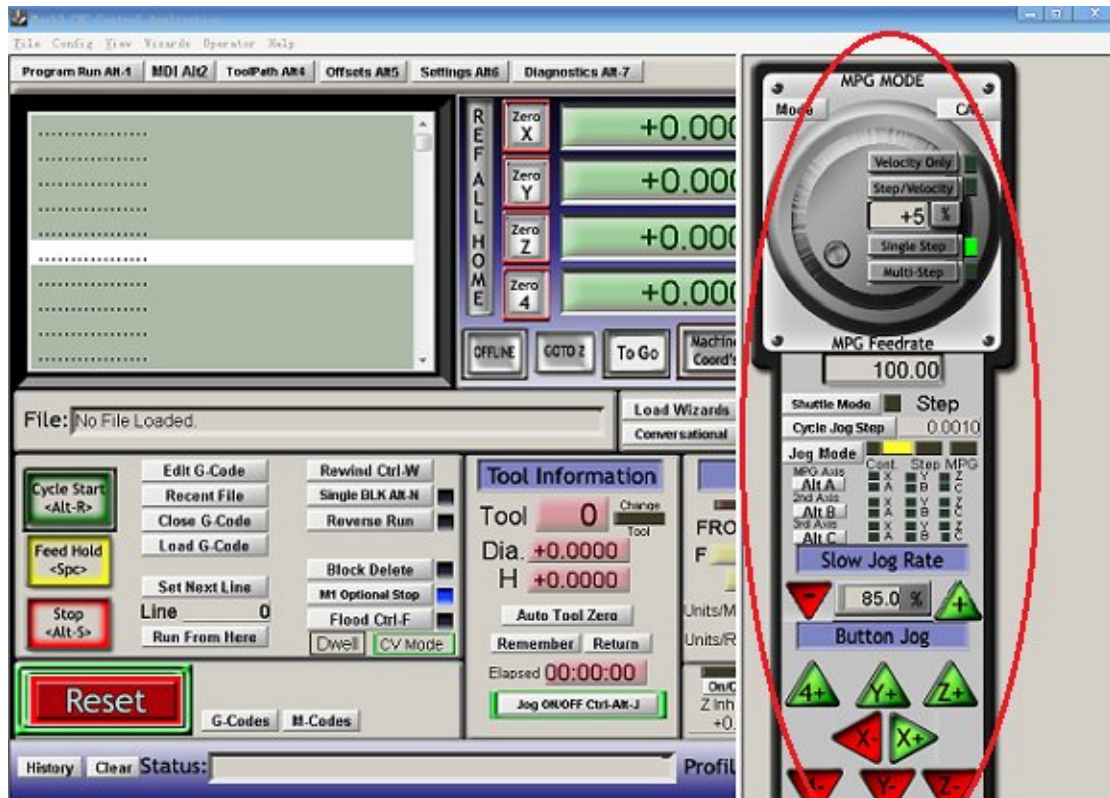 File Config View Wizards Operator Help
Program Run Alt-1 MDI Alt2 ToolPath Alt4 Offsets Alt5 Settings Alt6 Diagnostics Alt-7
REF ALL HOME
Zero X +0.000
Zero Y +0.000
Zero Z +0.000
Zero 4 +0.000
OFFLINE GOTO Z To Go Machine Coord's
File: No File Loaded.
Load Wizards
Conversational
Cycle Start <Alt-R>
Feed Hold <Spc>
Stop <Alt-S>
Edit G-Code
Recent File
Close G-Code
Load G-Code
Set Next Line
Line 0
Run From Here
Rewind Ctrl-W
Single BLK Alt-N
Reverse Run
Block Delete
M1 Optional Stop
Flood Ctrl-F
Dwell CV Mode
Tool Information
Tool 0 Change Tool
Dia. +0.0000
H +0.0000
Auto Tool Zero
Remember Return
Elapsed 00:00:00
Jog ON/OFF Ctrl-Alt-J
FRO
F
Units/M
Units/R
Z Inh
+0.
Reset
G-Codes M-Codes
History Clear Status:
Profil
MPG MODE
Mode CAL
Velocity Only
Step/Velocity
+5 %
Single Step
Multi-Step
MPG Feedrate
100.00
Shuttle Mode Step
Cycle Jog Step 0.0010
Jog Mode
Cont. Step MPG
MPG Axis
Alt A
X Y Z
A B C
2nd Axis
Alt B
X Y Z
A B C
3rd Axis
Alt C
X Y Z
A B C
Slow Jog Rate
- 85.0 % +
Button Jog
4+ Y+ Z+
X- X+
Y- Z-